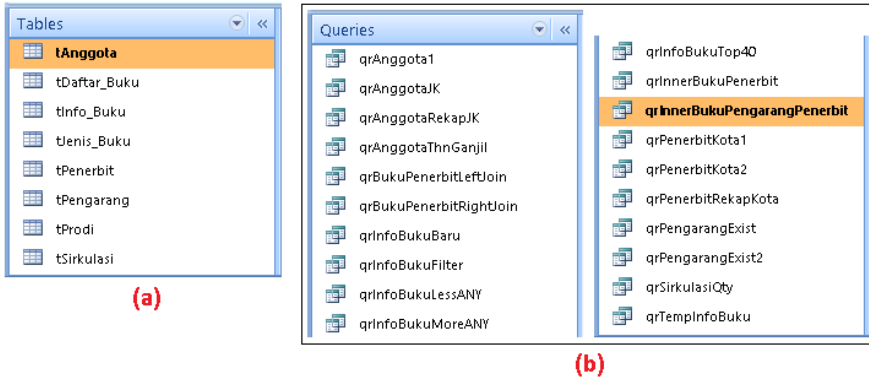 Tables
tAnggota
tDaftar_Buku
tInfo_Buku
tJenis_Buku
tPenerbit
tPengarang
tProdi
tSirkulasi
(a)
Queries
qrAnggota1
qrAnggotaJK
qrAnggotaRekapJK
qrAnggotaThnGanjil
qrBukuPenerbitLeftJoin
qrBukuPenerbitRightJoin
qrInfoBukuBaru
qrInfoBukuFilter
qrInfoBukuLessANY
qrInfoBukuMoreANY
qrInfoBukuTop40
qrInnerBukuPenerbit
qrInnerBukuPengarangPenerbit
qrPenerbitKota1
qrPenerbitKota2
qrPenerbitRekapKota
qrPengarangExist
qrPengarangExist2
qrSirkulasiQty
qrTempInfoBuku
(b)